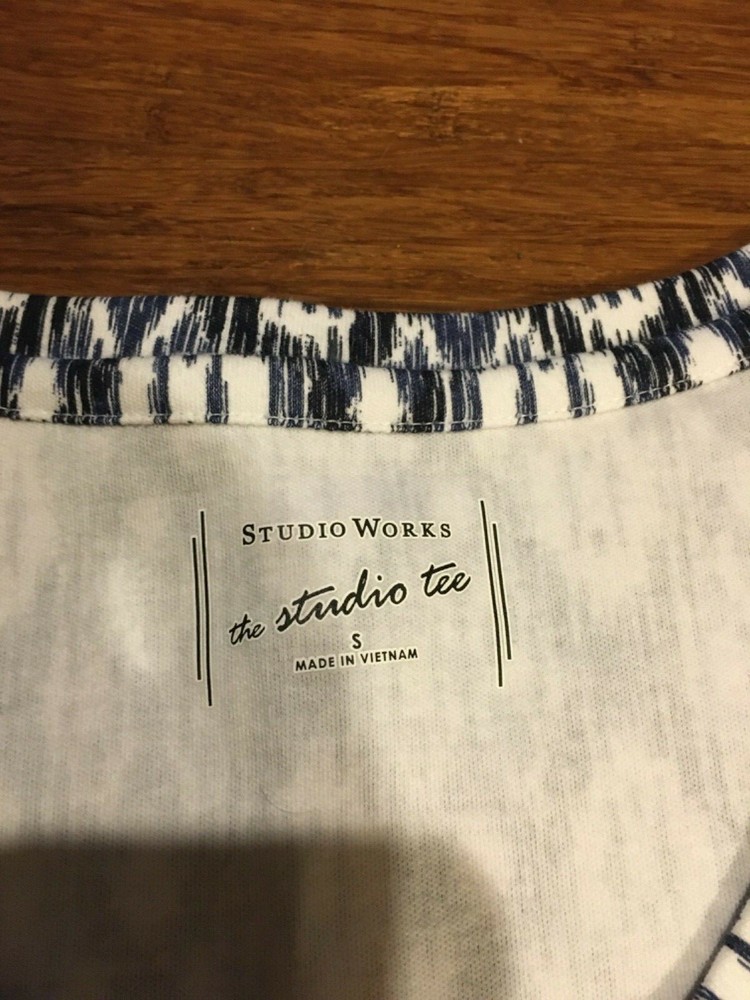 STUDIO WORKS
the studio tee
S
MADE IN VIETNAM